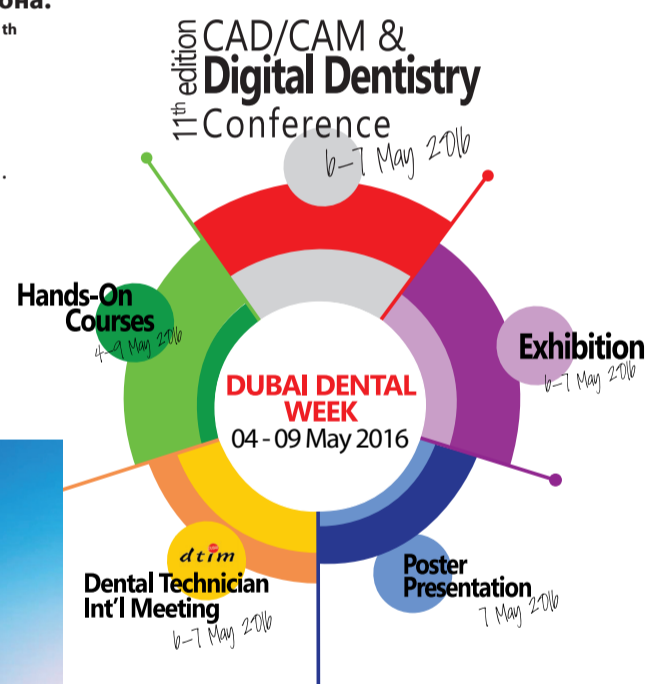 она.
th
.
11th edition
CAD/CAM &
Digital Dentistry
Conference
6-7 May 2016
Hands-On
Courses
4-9 May 2016
Exhibition
6-7 May 2016
DUBAI DENTAL
WEEK
04 - 09 May 2016
dtim
Dental Technician
Int'l Meeting
6-7 May 2016
Poster
Presentation
7 May 2016